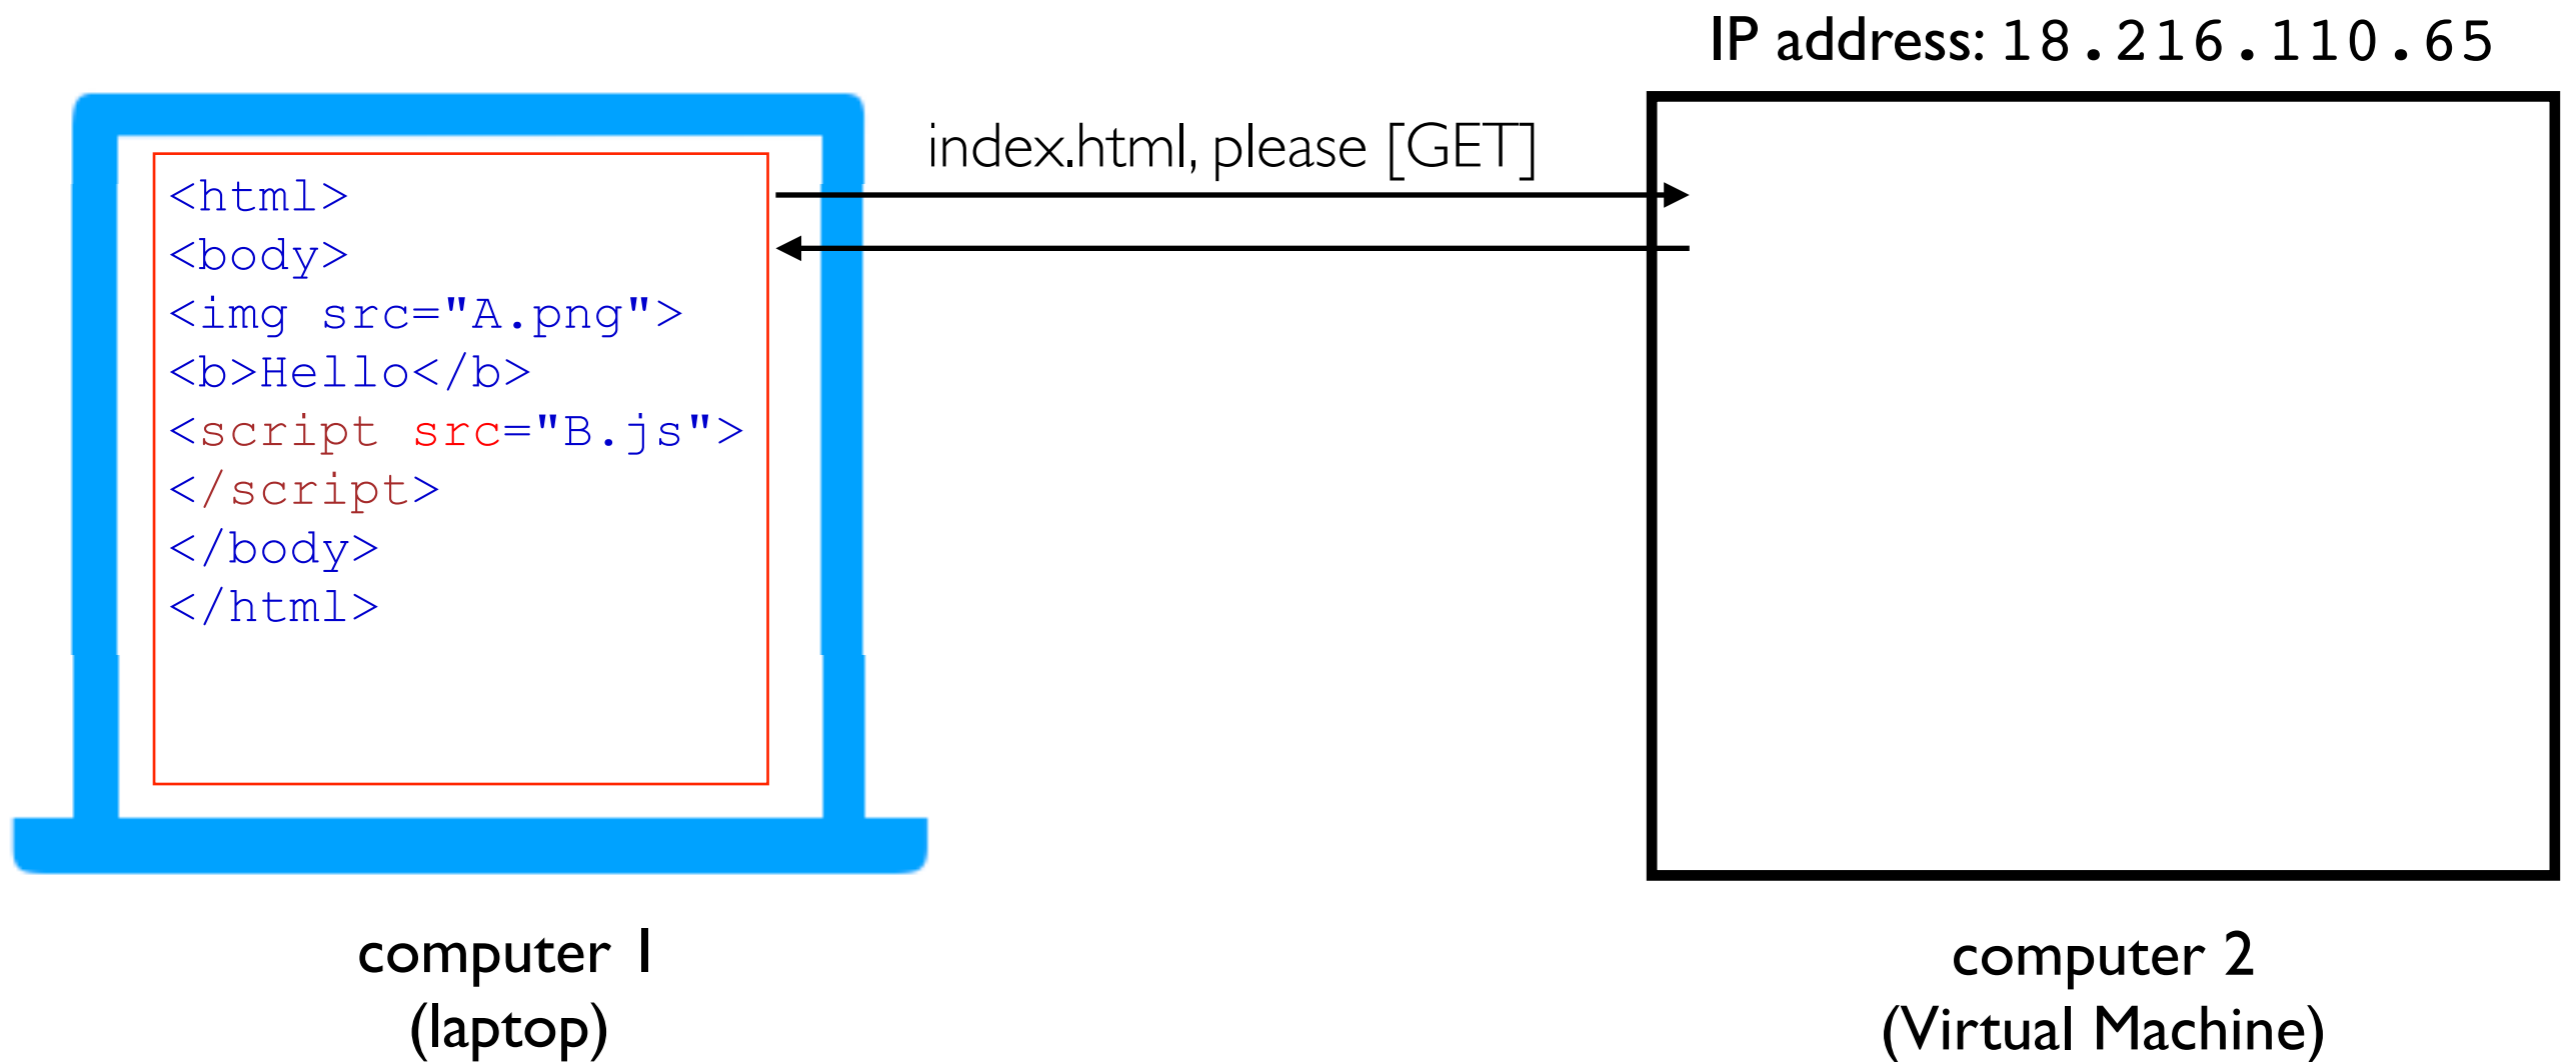 IP address: 18.216.110.65
index.html, please [GET]
<html>
<body>
<img src="A.png">
<b>Hello</b>
<script src="B.js">
</script>
</body>
</html>
computer 1
(laptop)
computer 2
(Virtual Machine)